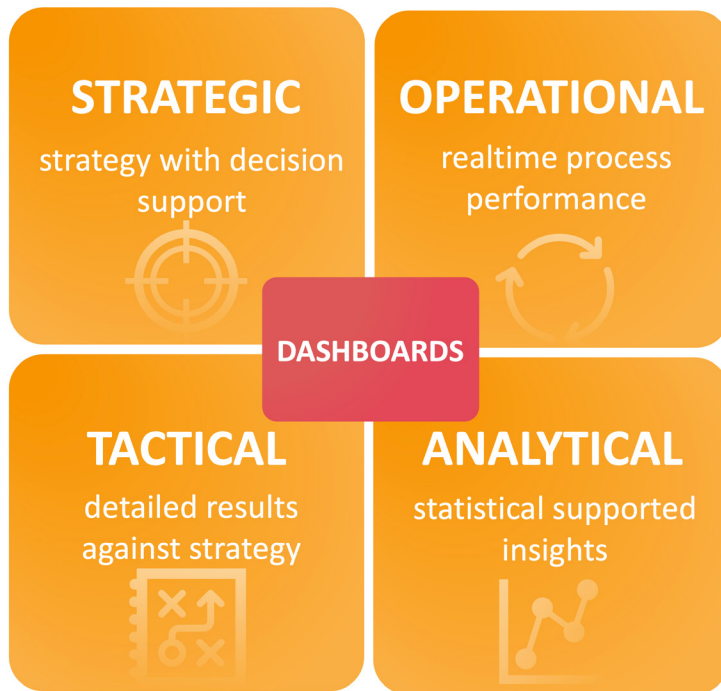 STRATEGIC
strategy with decision
support
OPERATIONAL
realtime process
performance
DASHBOARDS
TACTICAL
detailed results
against strategy
ANALYTICAL
statistical supported
insights